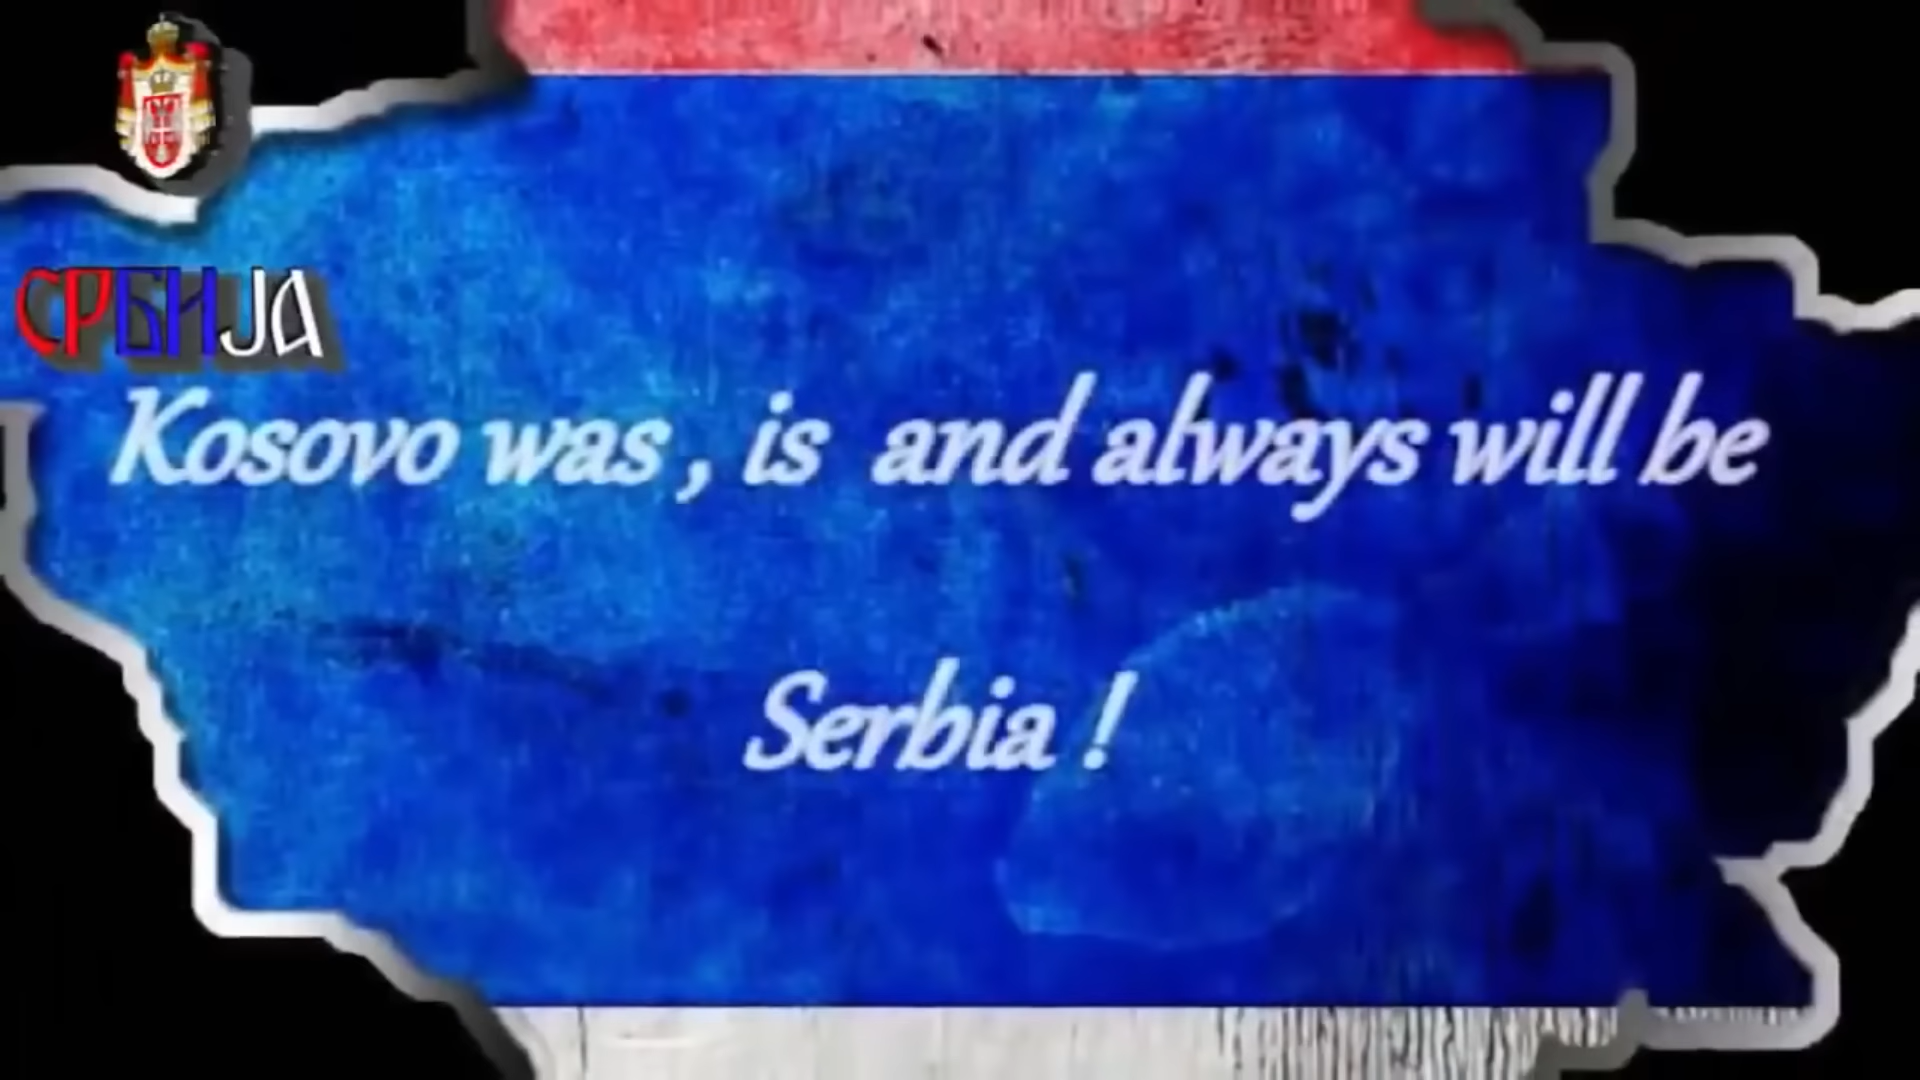 СРБИЈА
Kosovo was , is and always will be
Serbia !